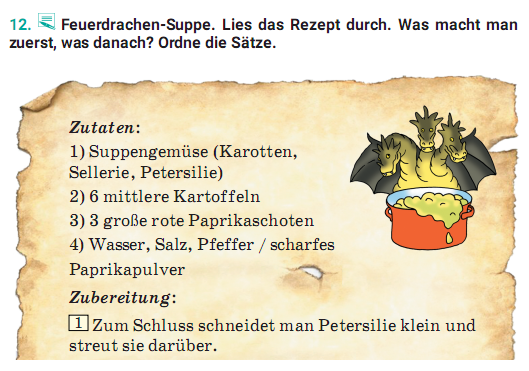 12. Feuerdrachen-Suppe. Lies das Rezept durch. Was macht man
zuerst, was danach? Ordne die Sätze.
Zutaten:
1) Suppengemüse (Karotten,
Sellerie, Petersilie)
2) 6 mittlere Kartoffeln
3) 3 große rote Paprikaschoten
4) Wasser, Salz, Pfeffer / scharfes
Paprikapulver
Zubereitung:
1 Zum Schluss schneidet man Petersilie klein und
streut sie darüber.